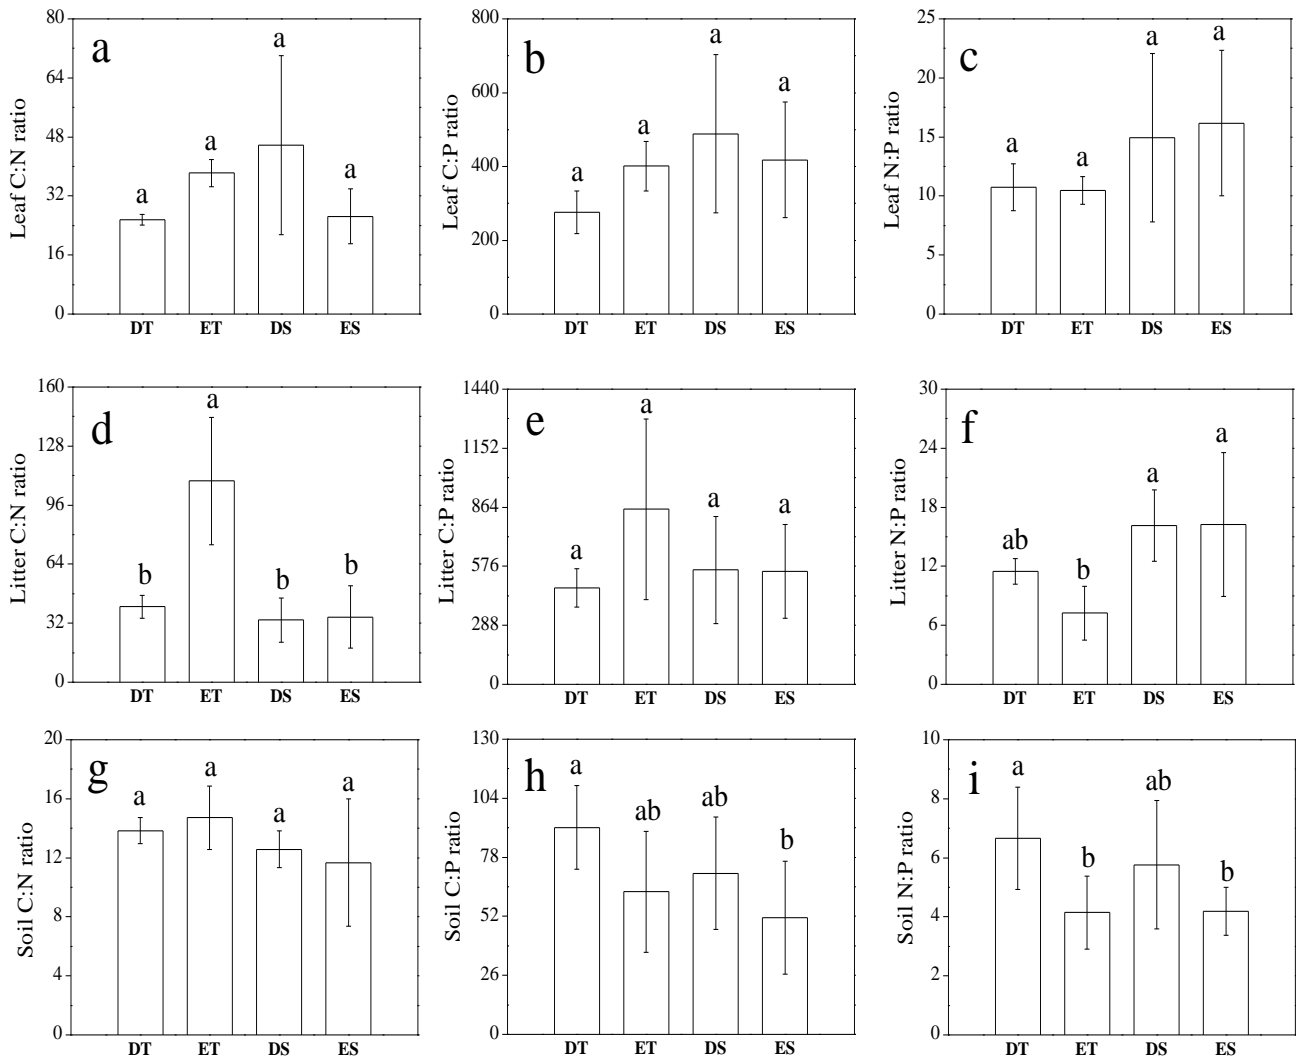 a
Leaf C:N ratio
80
64
48
32
16
0
a
a
a
a
DT ET DS ES
b
Leaf C:P ratio
800
600
400
200
0
a
a
a
a
DT ET DS ES
c
Leaf N:P ratio
25
20
15
10
5
0
a
a
a
a
DT ET DS ES
d
Litter C:N ratio
160
128
96
64
32
0
b
a
b
b
DT ET DS ES
e
Litter C:P ratio
1440
1152
864
576
288
0
a
a
a
a
DT ET DS ES
f
Litter N:P ratio
30
24
18
12
6
0
ab
b
a
a
DT ET DS ES
g
Soil C:N ratio
20
16
12
8
4
0
a
a
a
a
DT ET DS ES
h
Soil C:P ratio
130
104
78
52
26
0
a
ab
ab
b
DT ET DS ES
i
Soil N:P ratio
10
8
6
4
2
0
a
b
ab
b
DT ET DS ES